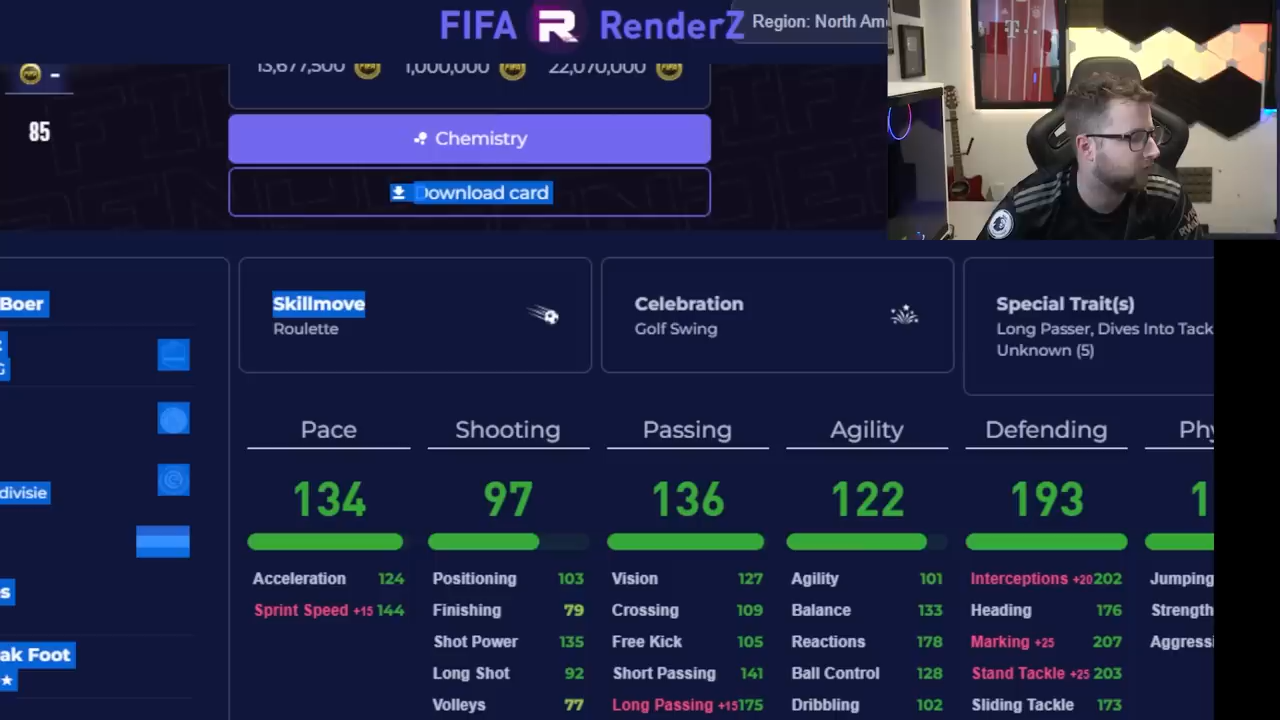 FIFA R RenderZ
Region: North Am
13,677,500 1,000,000 22,070,000
-
85
Chemistry
Download card
Boer
Skillmove
Roulette
Celebration
Golf Swing
Special Trait(s)
Long Passer, Dives Into Tack
Unknown (5)
divisie
ak Foot
Pace
Shooting
Passing
Agility
Defending
Phy
134
97
136
122
193
1
Acceleration 124
Sprint Speed +15 144
Positioning 103
Finishing 79
Shot Power 135
Long Shot 92
Volleys 77
Vision 127
Crossing 109
Free Kick 105
Short Passing 141
Long Passing +15 175
Agility 101
Balance 133
Reactions 178
Ball Control 128
Dribbling 102
Interceptions +20 202
Heading 176
Marking +25 207
Stand Tackle +25 203
Sliding Tackle 173
Jumping
Strength
Aggress